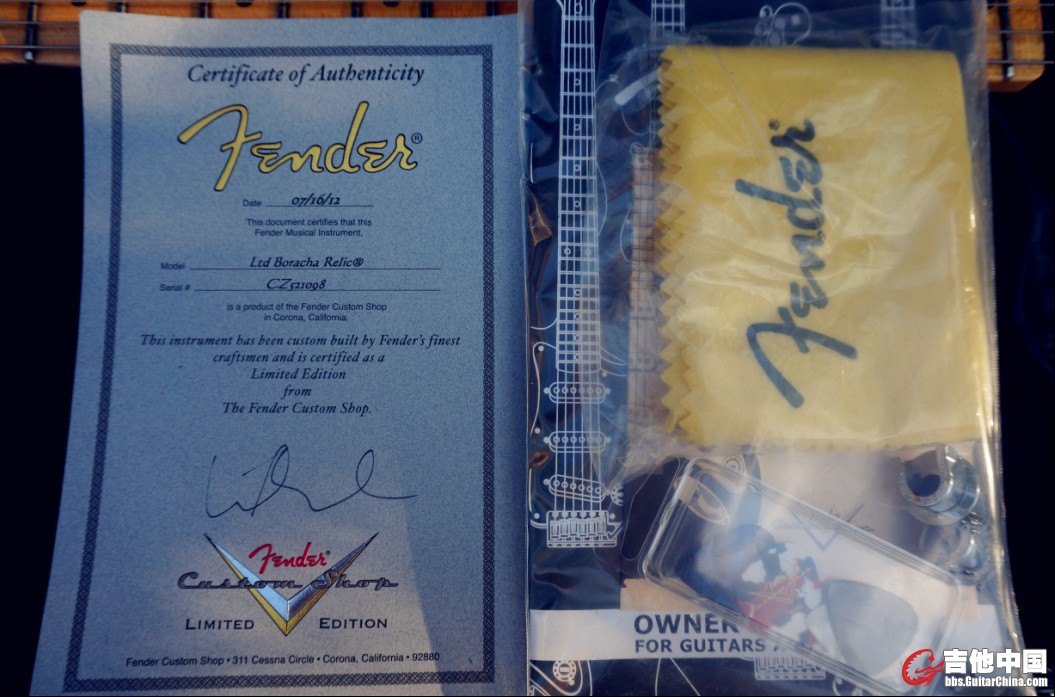 Certificate of Authenticity
Fender®
Date 07/16/12
This document certifies that this
Fender Musical Instrument,
Model Ltd Boracha Relic®
Serial # CZ521098
is a product of the Fender Custom Shop
in Corona, California.
This instrument has been custom built by Fender's finest
craftsmen and is certified as a
Limited Edition
from
The Fender Custom Shop.
Fender®
Custom Shop
LIMITED EDITION
Fender Custom Shop • 311 Cessna Circle • Corona, California • 92880
Fender®
OWNER
FOR GUITARS
吉他中国
bbs.GuitarChina.com